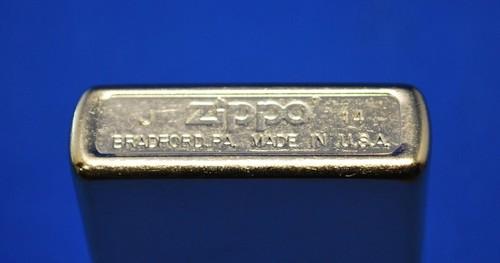 J Zippo 14
BRADFORD, PA. MADE IN U.S.A.